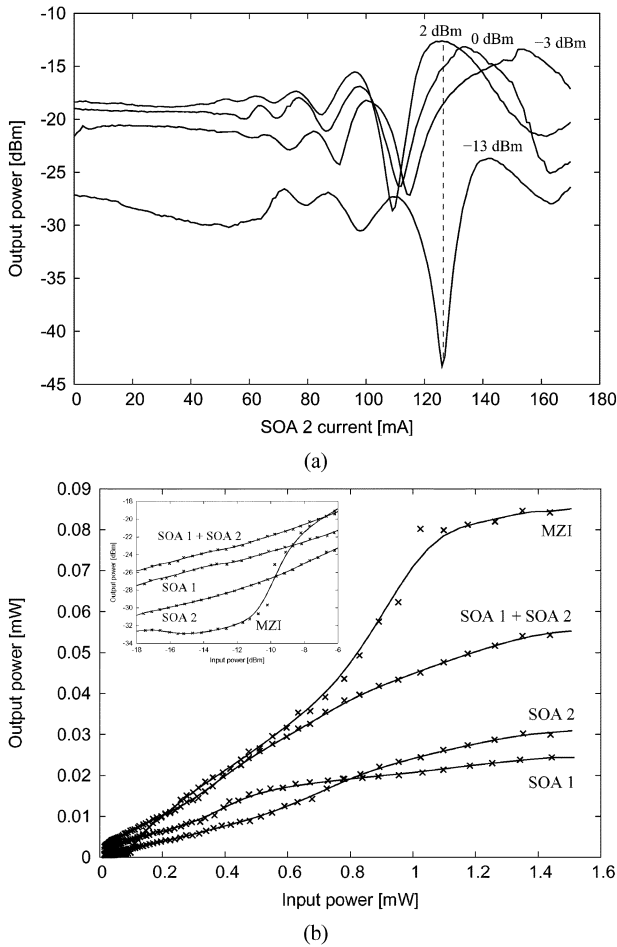 -10
-15
-20
-25
-30
-35
-40
-45
Output power [dBm]
2 dBm
0 dBm
−3 dBm
−13 dBm
0 20 40 60 80 100 120 140 160 180
SOA 2 current [mA]
(a)
0.09
0.08
0.07
0.06
0.05
0.04
0.03
0.02
0.01
0
Output power [mW]
-16
-18
-20
-22
-24
-26
-28
-30
-32
-34
Output power [dBm]
SOA 1 + SOA 2
SOA 1
SOA 2
MZI
-18 -16 -14 -12 -10 -8 -6
Input power [dBm]
MZI
SOA 1 + SOA 2
SOA 2
SOA 1
0 0.2 0.4 0.6 0.8 1 1.2 1.4 1.6
Input power [mW]
(b)